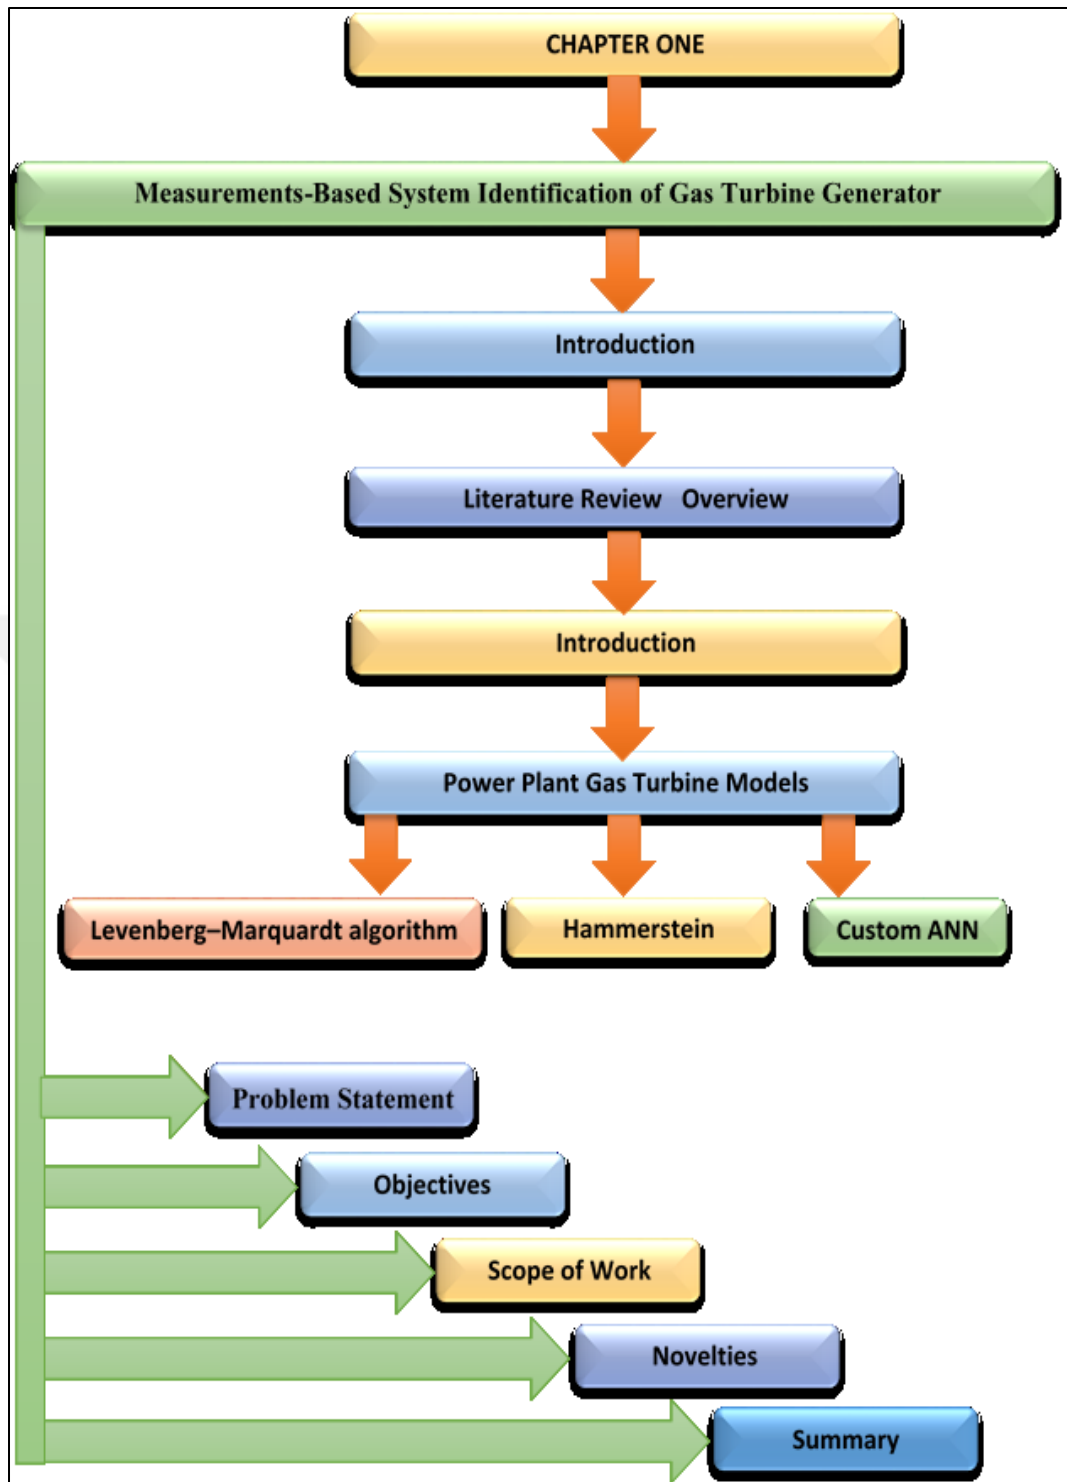 CHAPTER ONE
Measurements-Based System Identification of Gas Turbine Generator
Introduction
Literature Review Overview
Introduction
Power Plant Gas Turbine Models
Levenberg–Marquardt algorithm
Hammerstein
Custom ANN
Problem Statement
Objectives
Scope of Work
Novelties
Summary